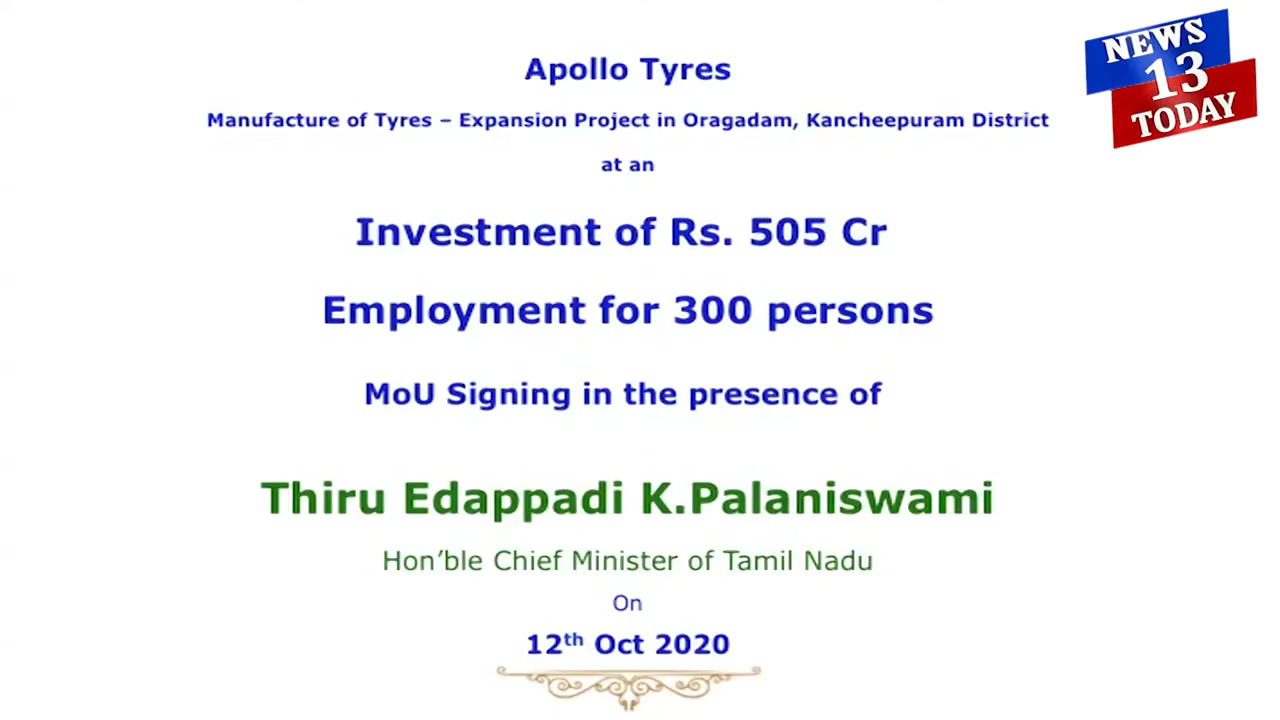 Apollo Tyres
Manufacture of Tyres – Expansion Project in Oragadam, Kancheepuram District
at an
Investment of Rs. 505 Cr
Employment for 300 persons
MoU Signing in the presence of
Thiru Edappadi K.Palaniswami
Hon’ble Chief Minister of Tamil Nadu
On
12th Oct 2020
NEWS
13
TODAY